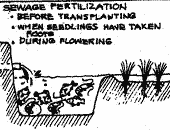 SEWAGE FERTILIZATION
• BEFORE TRANSPLANTING
• WHEN SEEDLINGS HAVE TAKEN
ROOTS
• DURING FLOWERING